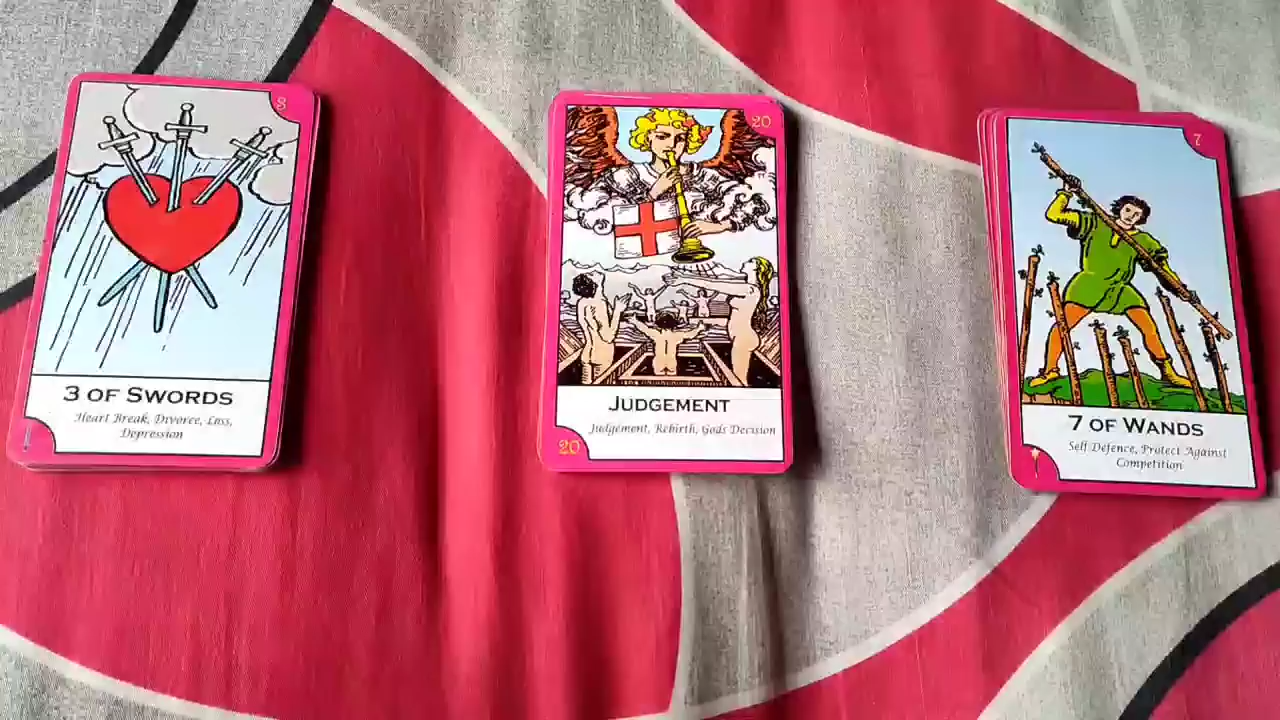 3
3 OF SWORDS
Heart Break, Divorce, Loss,
Depression
20
JUDGEMENT
Judgement, Rebirth, Gods Decision
20
7
7 OF WANDS
Self Defence, Protect Against
Competition